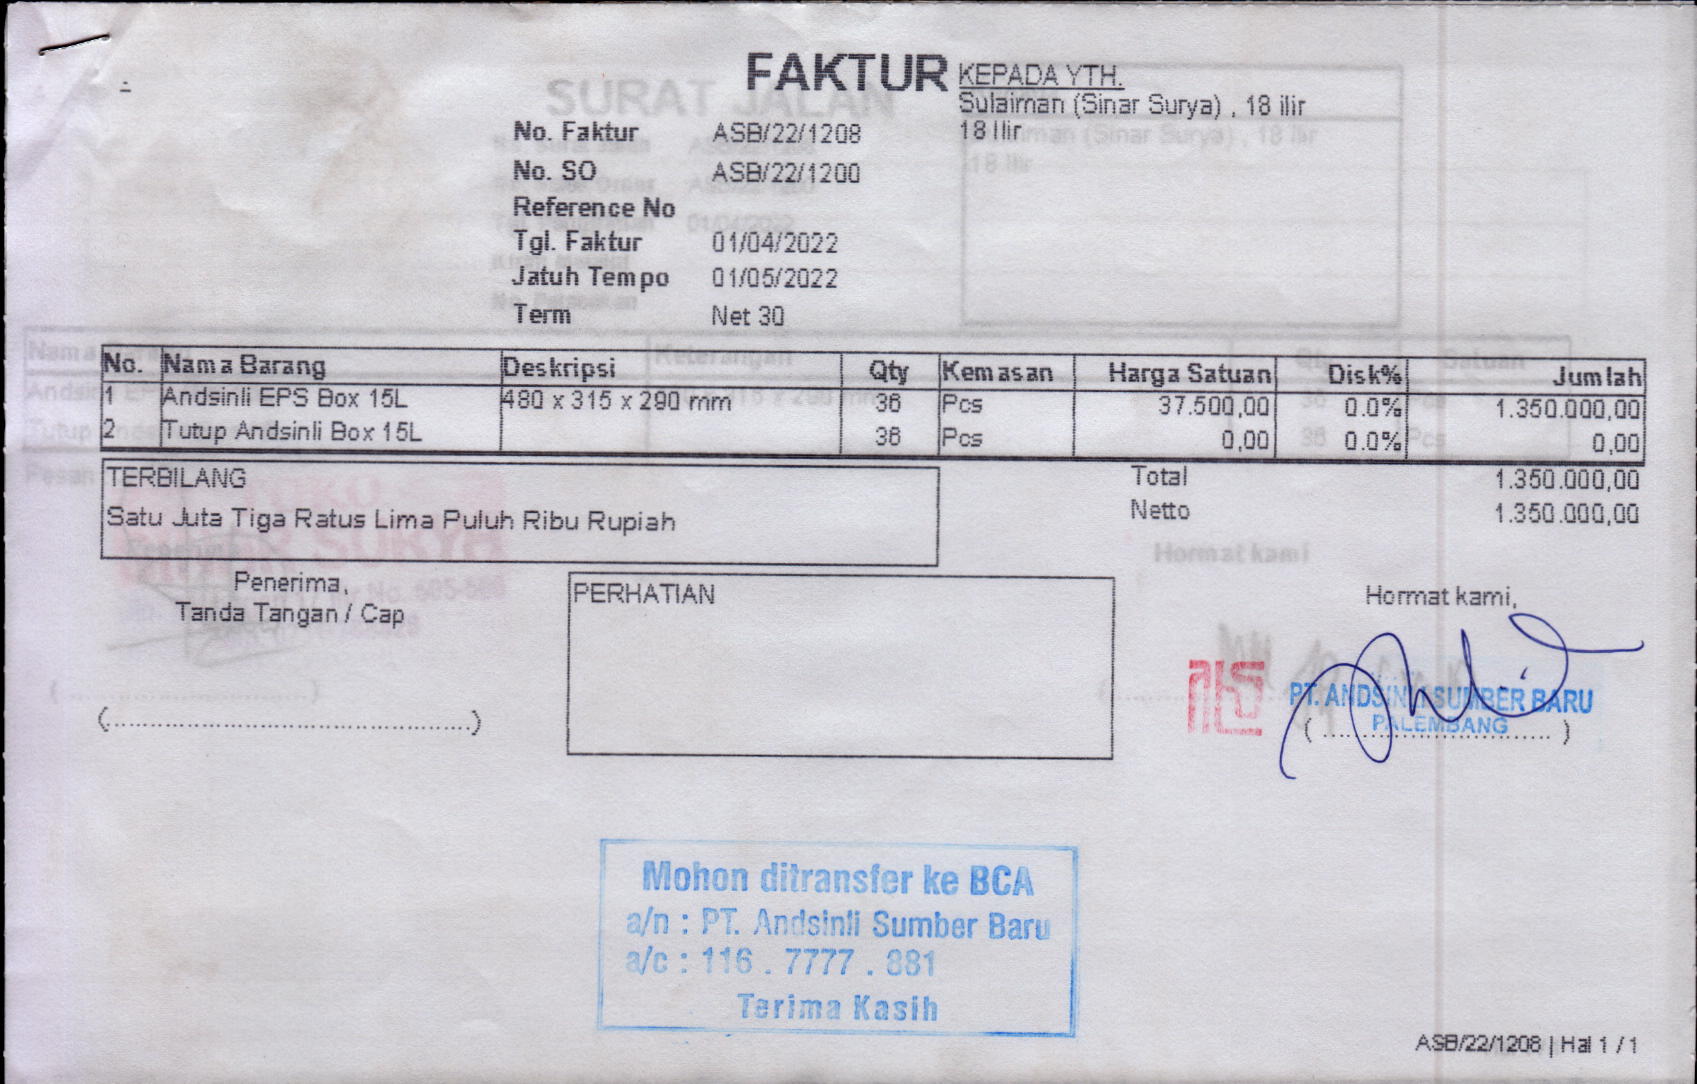 FAKTUR
KEPADA YTH.
Sulaiman (Sinar Surya) , 18 ilir
18 Ilir
No. Faktur ASB/22/1208
No. SO ASB/22/1200
Reference No
Tgl. Faktur 01/04/2022
Jatuh Tempo 01/05/2022
Term Net 30
No. Nama Barang Deskripsi Qty Kemasan Harga Satuan Disk% Jumlah
1 Andsinli EPS Box 15L 480 x 315 x 290 mm 36 Pcs 37.500,00 0.0% 1.350.000,00
2 Tutup Andsinli Box 15L 36 Pcs 0,00 0.0% 0,00
TERBILANG
Satu Juta Tiga Ratus Lima Puluh Ribu Rupiah
Total 1.350.000,00
Netto 1.350.000,00
Penerima,
Tanda Tangan / Cap
(................................................)
PERHATIAN
Hormat kami,
PT. ANDSINLI SUMBER BARU
PALEMBANG
(..............................)
Mohon ditransfer ke BCA
a/n : PT. Andsinli Sumber Baru
a/c : 116 . 7777 . 881
Terima Kasih
ASB/22/1208 | Hal 1 / 1